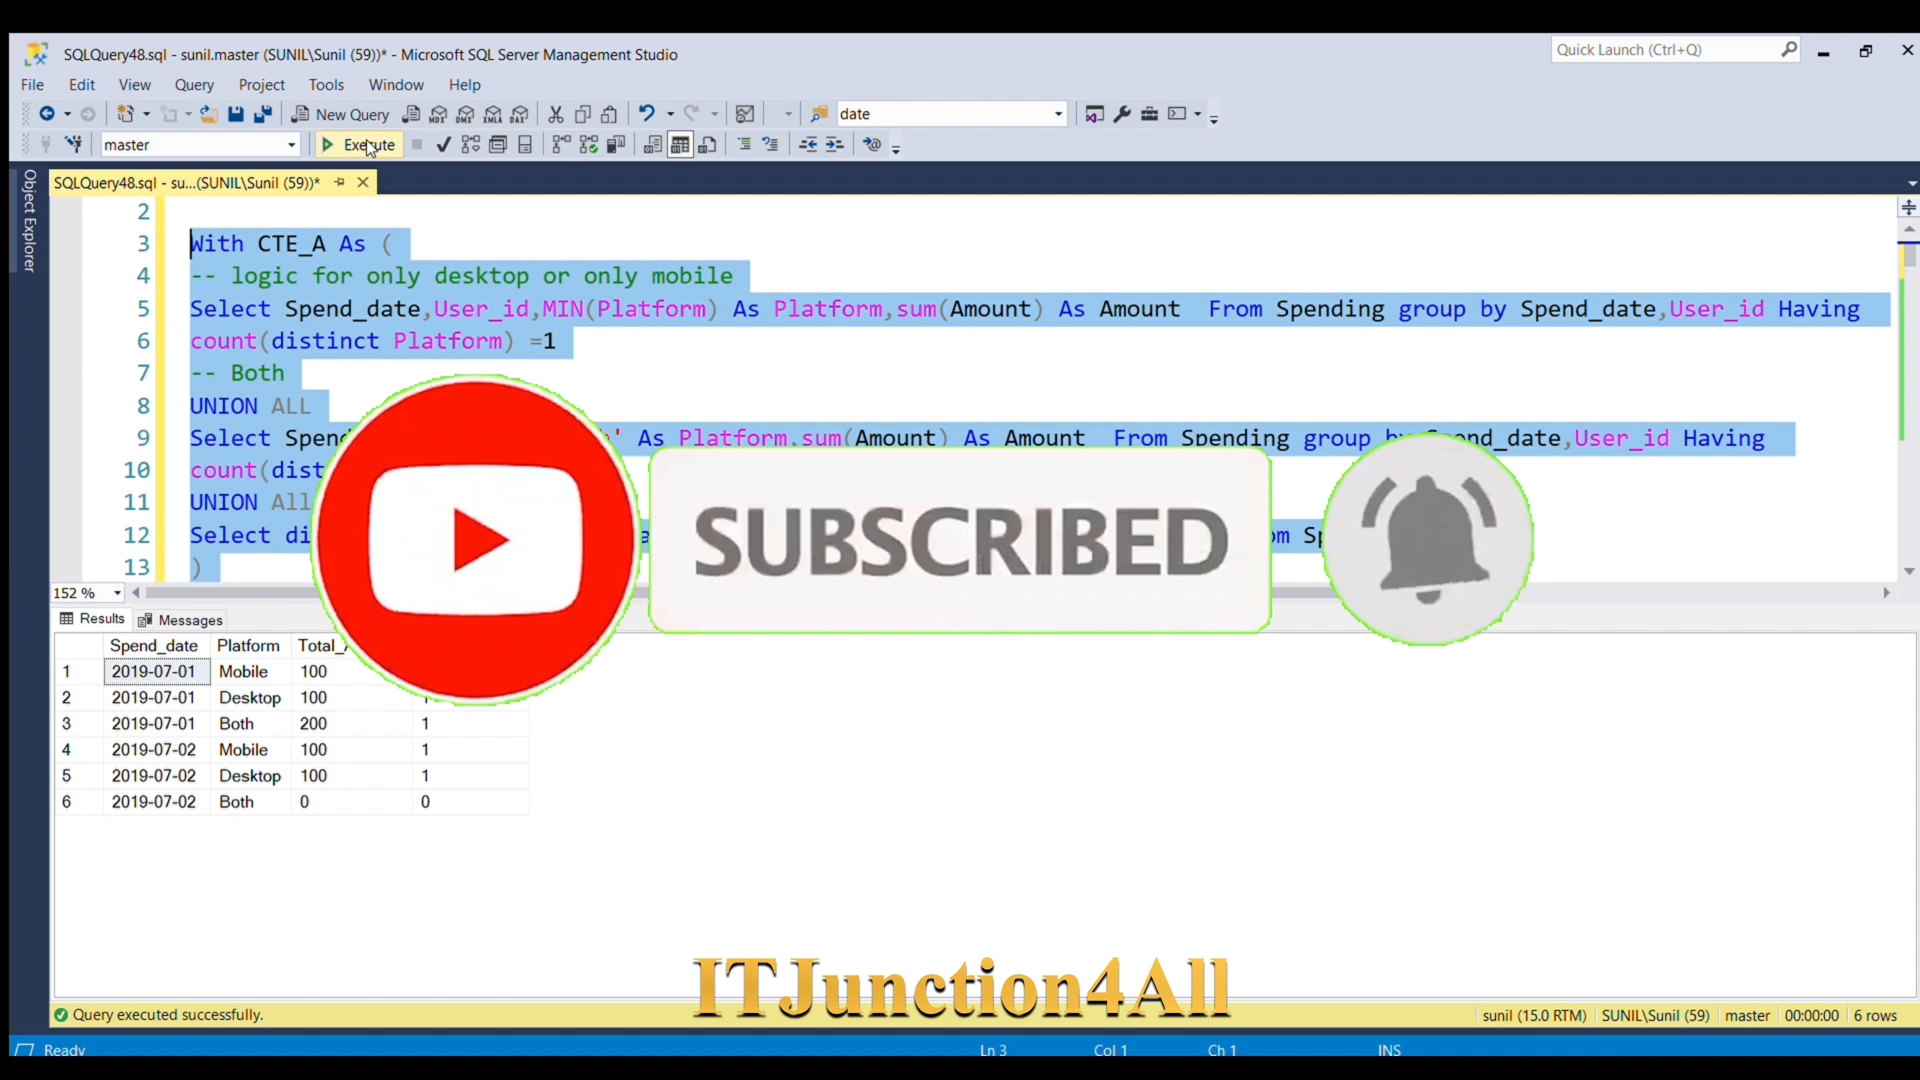 SQLQuery48.sql - sunil.master (SUNIL\Sunil (59))* - Microsoft SQL Server Management Studio
Quick Launch (Ctrl+Q)
File Edit View Query Project Tools Window Help
New Query MDX DMX XMLA DAX date
master Execute
Object Explorer
SQLQuery48.sql - su...(SUNIL\Sunil (59))*
2
3 With CTE_A As (
4 -- logic for only desktop or only mobile
5 Select Spend_date,User_id,MIN(Platform) As Platform,sum(Amount) As Amount From Spending group by Spend_date,User_id Having
6 count(distinct Platform) =1
7 -- Both
8 UNION ALL
9 Select ' As Platform,sum(Amount) As Amount From Spending group User_id Having
10 count(
11 UNION All
12 Select
13 )
SUBSCRIBED
152 %
Results Messages
Spend_date Platform
1 2019-07-01 Mobile 100
2 2019-07-01 Desktop 100 1
3 2019-07-01 Both 200 1
4 2019-07-02 Mobile 100 1
5 2019-07-02 Desktop 100 1
6 2019-07-02 Both 0 0
ITJunction4All
Query executed successfully. sunil (15.0 RTM) SUNIL\Sunil (59) master 00:00:00 6 rows
Ready Ln 3 Col 1 Ch 1 INS